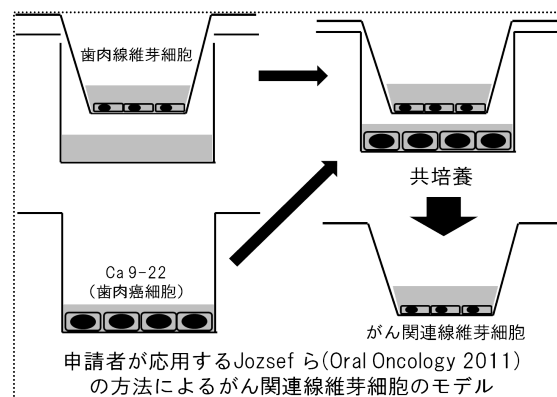 歯肉線維芽細胞
共培養
Ca 9-22
(歯肉癌細胞)
がん関連線維芽細胞
申請者が応用するJozsefら(Oral Oncology 2011)
の方法によるがん関連線維芽細胞のモデル